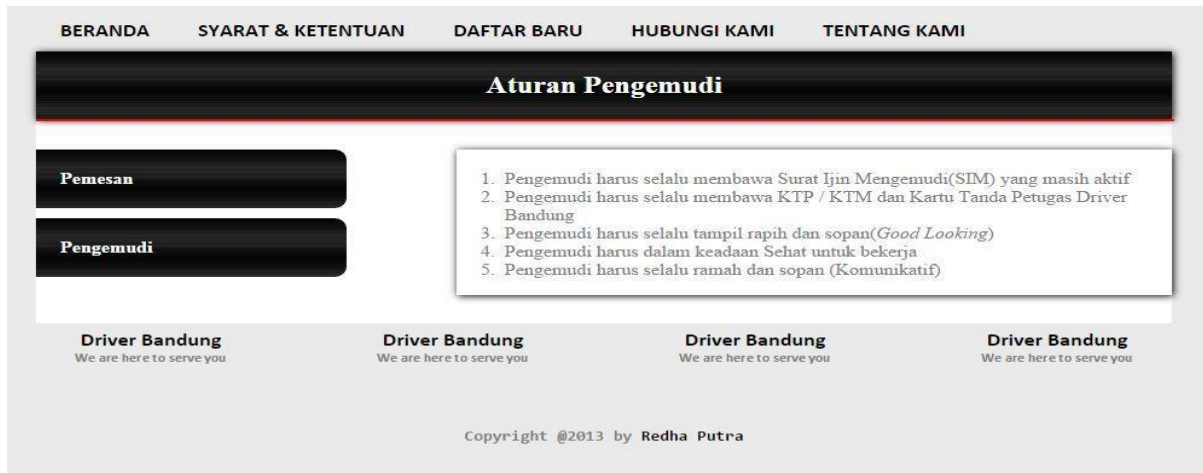 BERANDA SYARAT & KETENTUAN DAFTAR BARU HUBUNGI KAMI TENTANG KAMI
Aturan Pengemudi
Pemesan
Pengemudi
1. Pengemudi harus selalu membawa Surat Ijin Mengemudi(SIM) yang masih aktif
2. Pengemudi harus selalu membawa KTP / KTM dan Kartu Tanda Petugas Driver
Bandung
3. Pengemudi harus selalu tampil rapih dan sopan(Good Looking)
4. Pengemudi harus dalam keadaan Sehat untuk bekerja
5. Pengemudi harus selalu ramah dan sopan (Komunikatif)
Driver Bandung Driver Bandung Driver Bandung Driver Bandung
We are here to serve you We are here to serve you We are here to serve you We are here to serve you
Copyright @2013 by Redha Putra